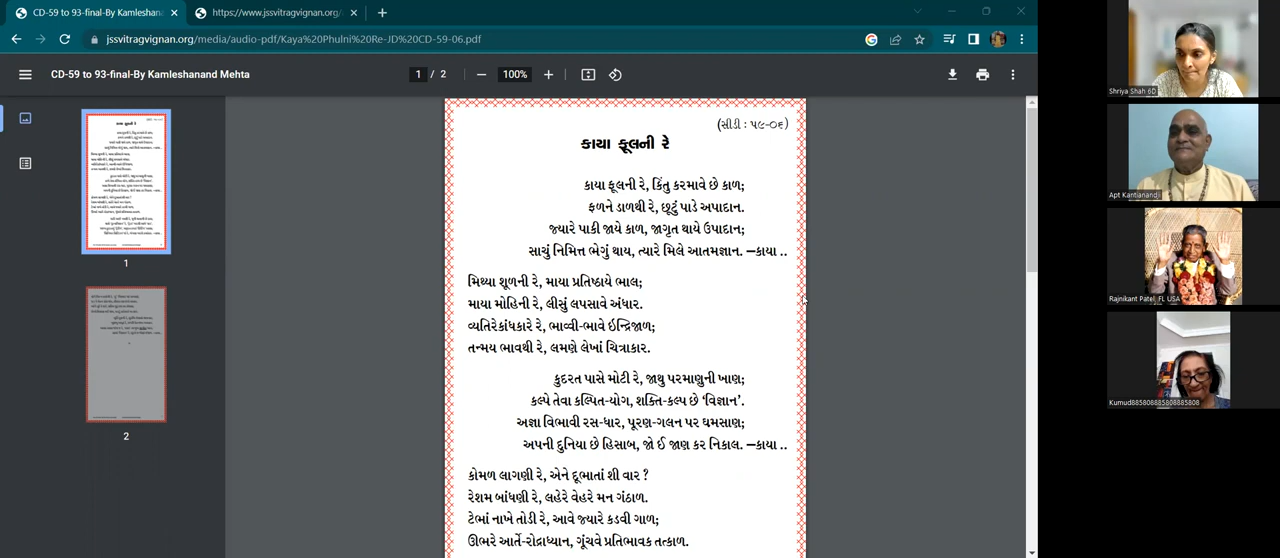 CD-59 to 93-final-By Kamleshanand
https://www.jssvitragvignan.org/
jssvitragvignan.org/media/audio-pdf/Kaya%20Phulni%20Re-JD%20CD-59-06.pdf
CD-59 to 93-final-By Kamleshanand Mehta
1 / 2
100%
1
2
(સીડી : ૫૯-૦૬)
કાયા ફૂલની રે
કાયા ફૂલની રે, કિંતુ કરમાવે છે કાળ;
ફળને ડાળથી રે, છૂટું પાડે અપાદાન.
જ્યારે પાકી જાયે કાળ, જાગૃત થાયે ઉપાદાન;
સાચું નિમિત્ત ભેગું થાય, ત્યારે મિલે આતમજ્ઞાન. –કાયા ..
મિથ્યા શૂળની રે, માયા પ્રતિષ્ઠાયે ભાલ;
માયા મોહિની રે, લીસું લપસાવે અંધાર.
વ્યતિરેકાંધકારે રે, ભાવ્વી-ભાવે ઇન્દ્રિજાળ;
તન્મય ભાવથી રે, લમણે લેખાં ચિત્રાકાર.
કુદરત પાસે મોટી રે, જાથુ પરમાણુની ખાણ;
કલ્પે તેવા કલ્પિત-યોગ, શક્તિ-કલ્પ છે ‘વિજ્ઞાન’.
અજ્ઞા વિભાવી રસ-ધાર, પૂરણ-ગલન પર ઘમસાણ;
અપની દુનિયા છે હિસાબ, જો ઈ જાણ કર નિકાલ. –કાયા ..
કોમળ લાગણી રે, એને દૂભાતાં શી વાર ?
રેશમ બાંધણી રે, લહેરે વેહરે મન ગંઠાળ.
ટેભાં નાખે તોડી રે, આવે જ્યારે કડવી ગાળ;
ઊભરે આર્તે-રોદ્રાધ્યાન, ગૂંચવે પ્રતિભાવક તત્કાળ.
Shriya Shah 6D
Apt Kantianand
Rajnikant Patel, FL USA
Kumud885808885808885808